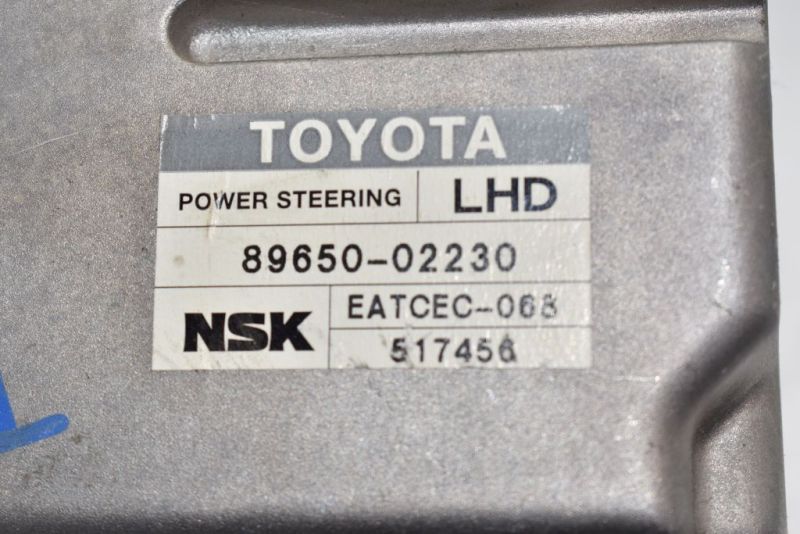 TOYOTA
POWER STEERING LHD
89650-02230
NSK EATCEC-068
517456